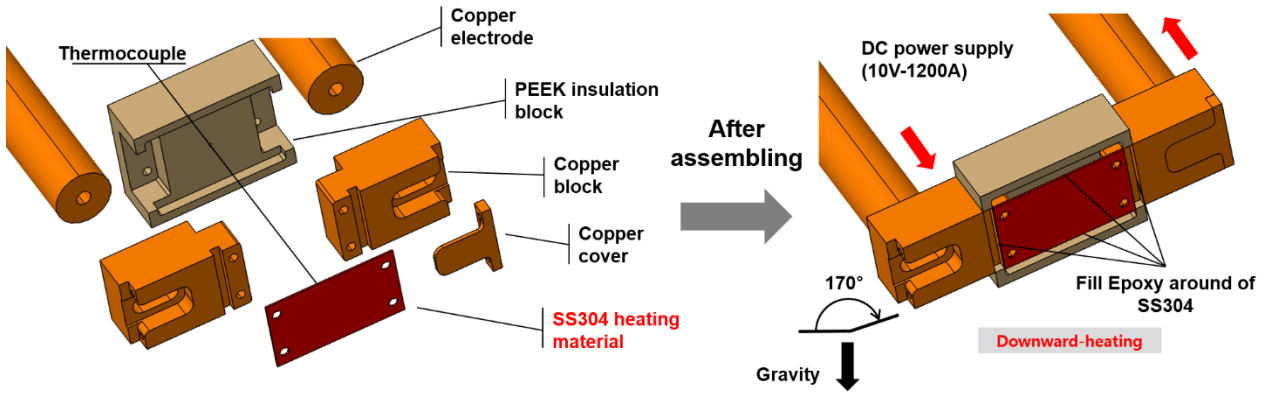 Copper
electrode
Thermocouple
PEEK insulation
block
Copper
block
Copper
cover
SS304 heating
material
After
assembling
DC power supply
(10V-1200A)
170°
Gravity
Fill Epoxy around of
SS304
Downward-heating